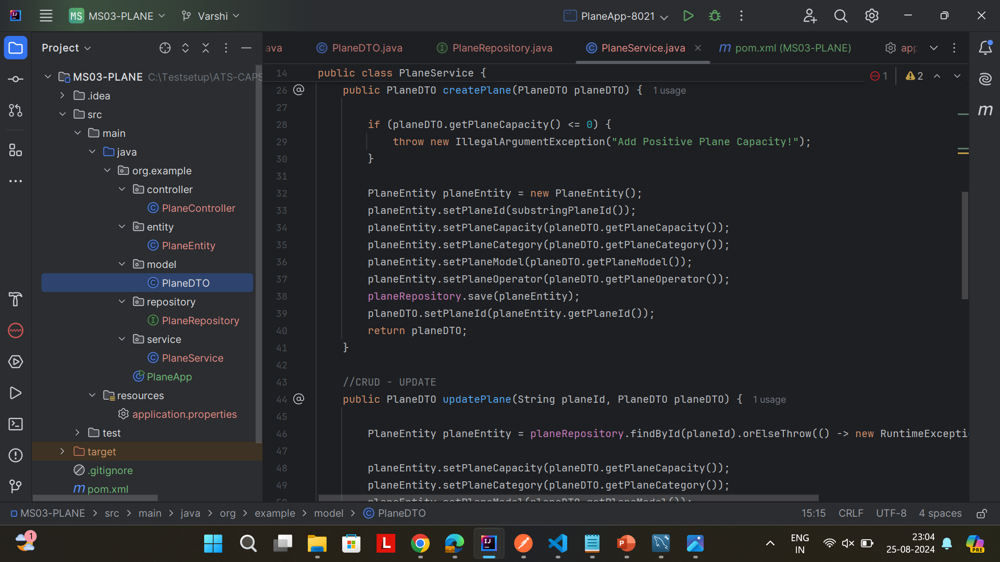 MS MS03-PLANE Varshi PlaneApp-8021
Project
MS03-PLANE C:\Testsetup\ATS-CAPS
.idea
src
main
java
org.example
controller
PlaneController
entity
PlaneEntity
model
PlaneDTO
repository
PlaneRepository
service
PlaneService
PlaneApp
resources
application.properties
test
target
.gitignore
m pom.xml
ava PlaneDTO.java PlaneRepository.java PlaneService.java m pom.xml (MS03-PLANE) app
14 public class PlaneService {
1 2
26 public PlaneDTO createPlane(PlaneDTO planeDTO) { 1 usage
27
28 if (planeDTO.getPlaneCapacity() <= 0) {
29 throw new IllegalArgumentException("Add Positive Plane Capacity!");
30 }
31
32 PlaneEntity planeEntity = new PlaneEntity();
33 planeEntity.setPlaneId(substringPlaneId());
34 planeEntity.setPlaneCapacity(planeDTO.getPlaneCapacity());
35 planeEntity.setPlaneCategory(planeDTO.getPlaneCategory());
36 planeEntity.setPlaneModel(planeDTO.getPlaneModel());
37 planeEntity.setPlaneOperator(planeDTO.getPlaneOperator());
38 planeRepository.save(planeEntity);
39 planeDTO.setPlaneId(planeEntity.getPlaneId());
40 return planeDTO;
41 }
42
43 //CRUD - UPDATE
44 public PlaneDTO updatePlane(String planeId, PlaneDTO planeDTO) { 1 usage
45
46 PlaneEntity planeEntity = planeRepository.findById(planeId).orElseThrow(() -> new RuntimeExcepti
47
48 planeEntity.setPlaneCapacity(planeDTO.getPlaneCapacity());
49 planeEntity.setPlaneCategory(planeDTO.getPlaneCategory());
planeEntity.setPlaneModel(planeDTO.getPlaneModel());
MS03-PLANE > src > main > java > org > example > model > PlaneDTO 15:15 CRLF UTF-8 4 spaces
1
ENG
IN
23:04
25-08-2024
PRE